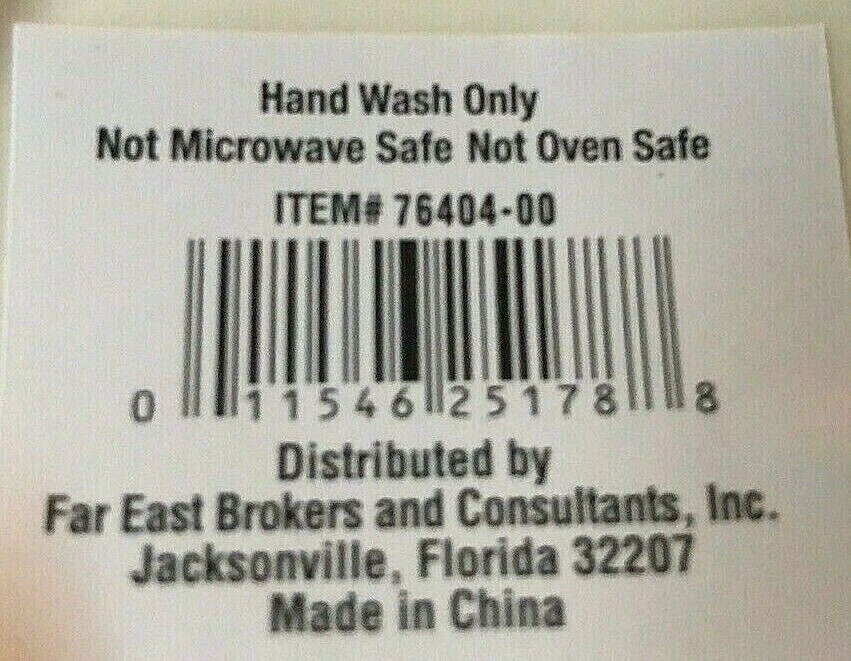 Hand Wash Only
Not Microwave Safe Not Oven Safe
ITEM# 76404-00
0 11546 25178 8
Distributed by
Far East Brokers and Consultants, Inc.
Jacksonville, Florida 32207
Made in China